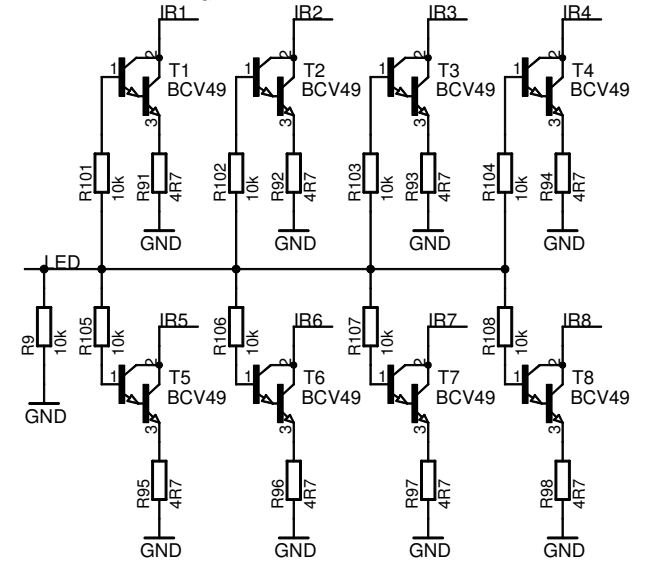 IR1 IR2 IR3 IR4
2 2 2 2
1 T1 1 T2 1 T3 1 T4
BCV49 BCV49 BCV49 BCV49
3 3 3 3
R101 10k R91 4R7 R102 10k R92 4R7 R103 10k R93 4R7 R104 10k R94 4R7
GND GND GND GND
LED
R9 10k R105 10k R106 10k R107 10k R108 10k
IR5 IR6 IR7 IR8
2 2 2 2
1 T5 1 T6 1 T7 1 T8
BCV49 BCV49 BCV49 BCV49
GND
3 3 3 3
R95 4R7 R96 4R7 R97 4R7 R98 4R7
GND GND GND GND